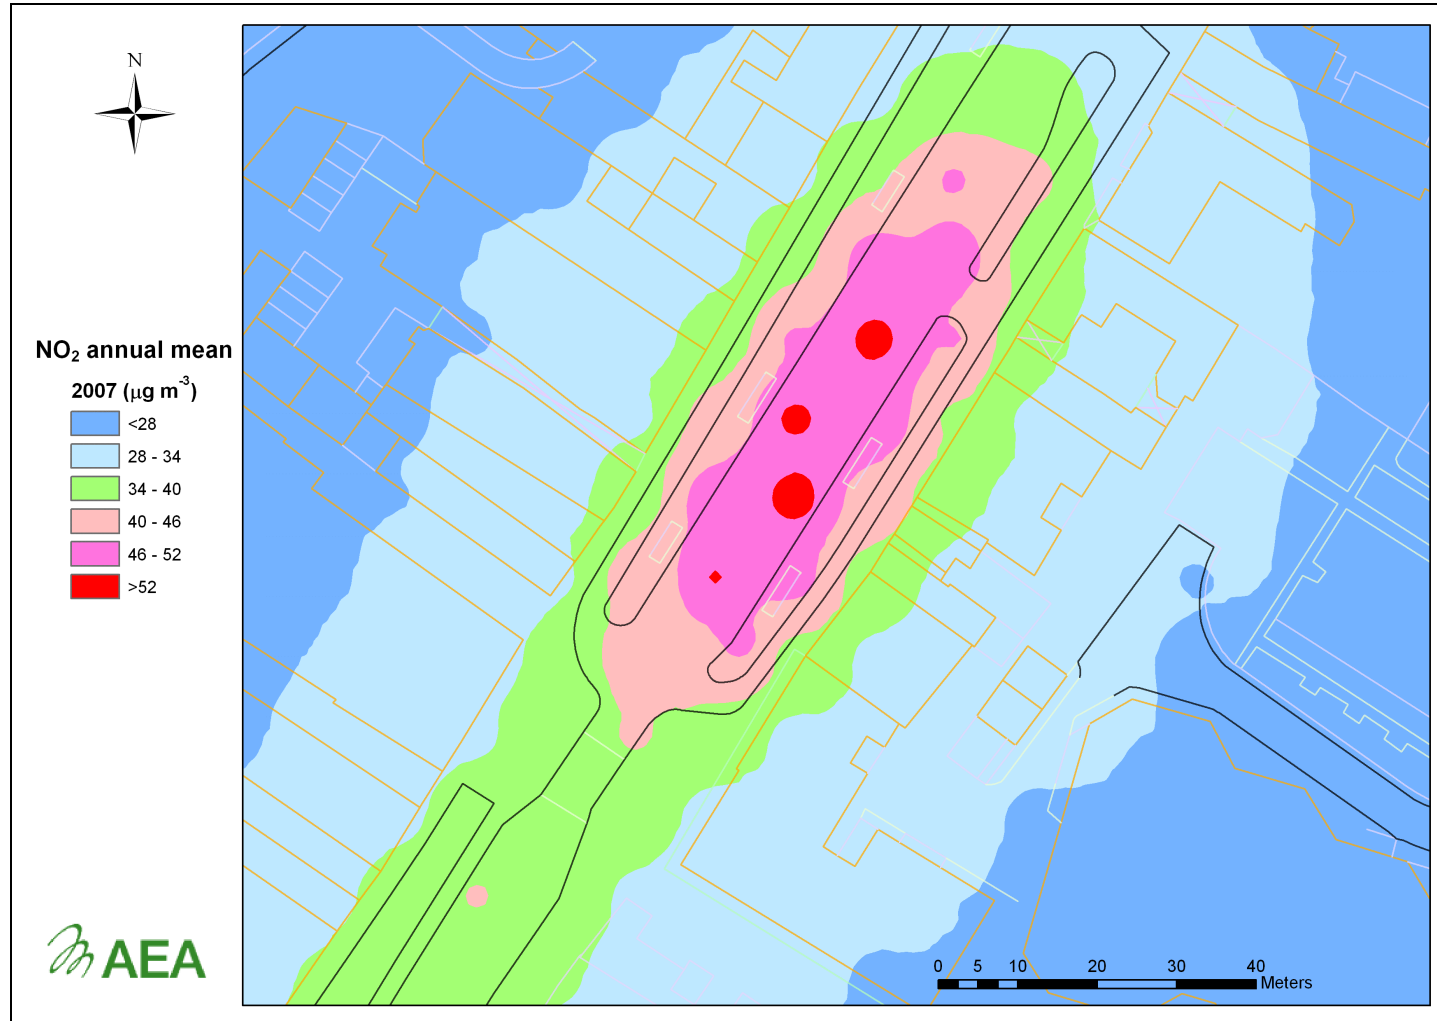 N
NO₂ annual mean
2007 (μg m⁻³)
<28
28 - 34
34 - 40
40 - 46
46 - 52
>52
AEA
0 5 10 20 30 40
Meters